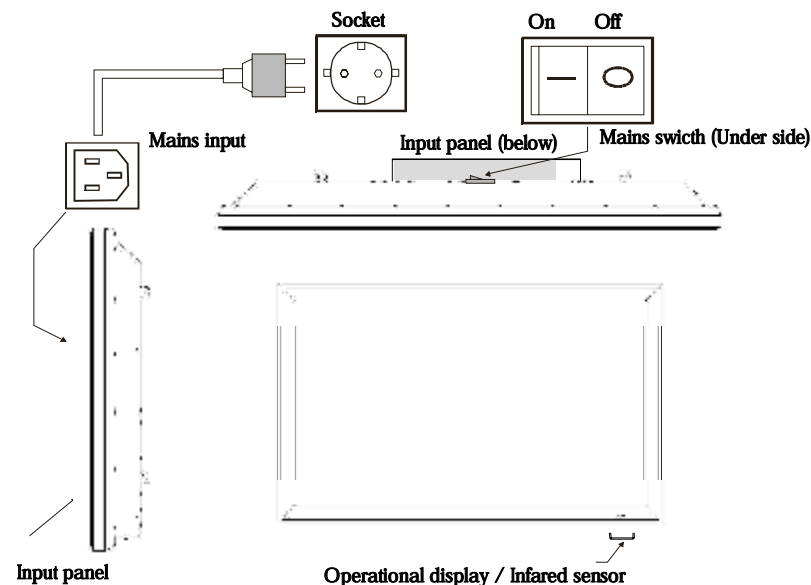 Socket
On Off
Mains input
Input panel (below)
Mains swicth (Under side)
Input panel
Operational display / Infared sensor